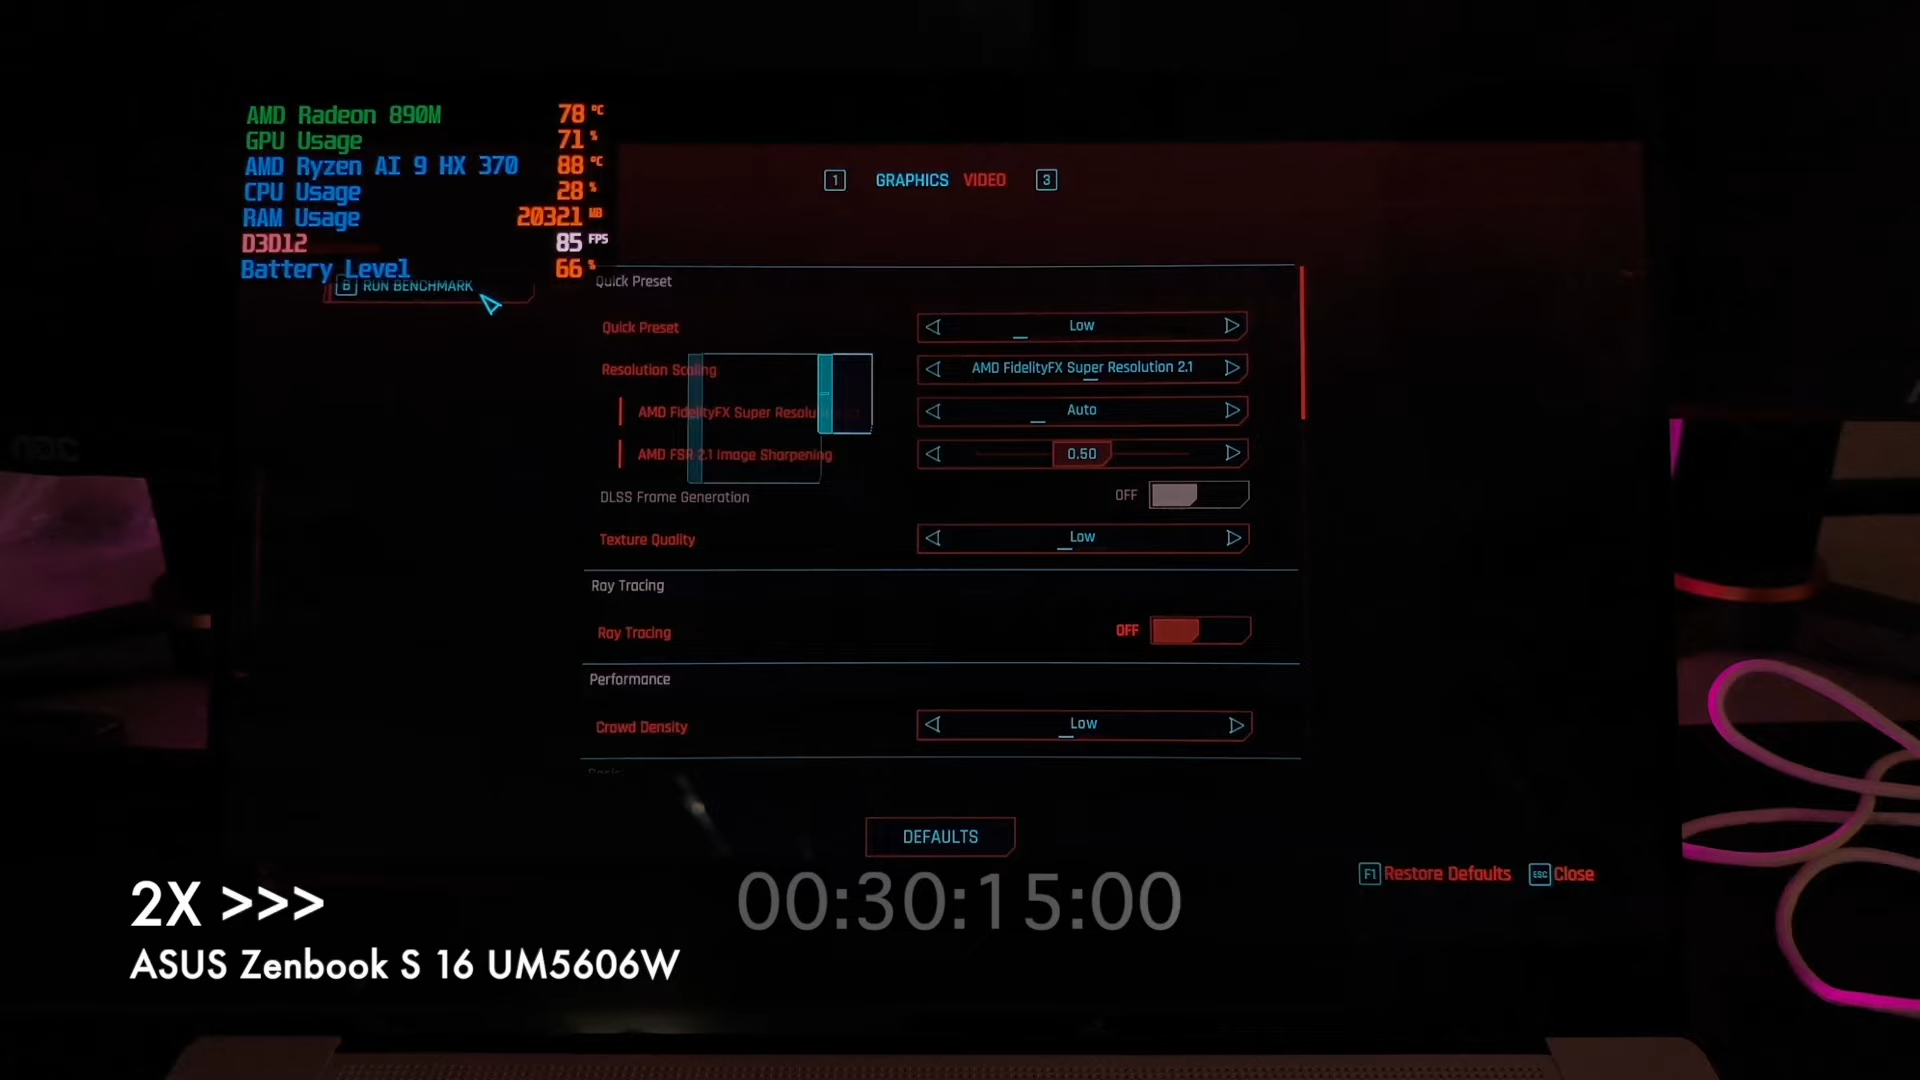 AMD Radeon 890M 78 °C
GPU Usage 71 %
AMD Ryzen AI 9 HX 370 88 °C
CPU Usage 28 %
RAM Usage 20321 MB
D3D12 85 FPS
Battery Level 66 %
B RUN BENCHMARK
1 GRAPHICS VIDEO 3
Quick Preset
Quick Preset Low
Resolution Scaling AMD FidelityFX Super Resolution 2.1
AMD FidelityFX Super Auto
AMD FSR 2.1 Image Sharpening 0.50
DLSS Frame Generation OFF
Texture Quality Low
Ray Tracing
Ray Tracing OFF
Performance
Crowd Density Low
DEFAULTS
F1 Restore Defaults ESC Close
00:30:15:00
2X >>>
ASUS Zenbook S 16 UM5606W